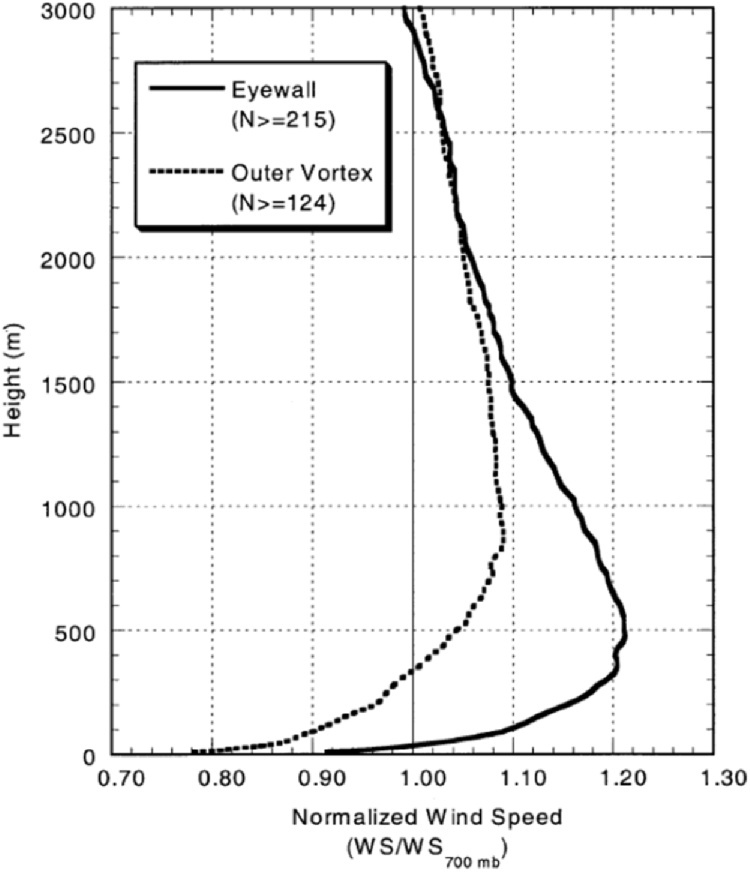 3000
2500
2000
1500
1000
500
0
Height (m)
Eyewall
(N>=215)
Outer Vortex
(N>=124)
0.70 0.80 0.90 1.00 1.10 1.20 1.30
Normalized Wind Speed
(WS/WS700 mb)